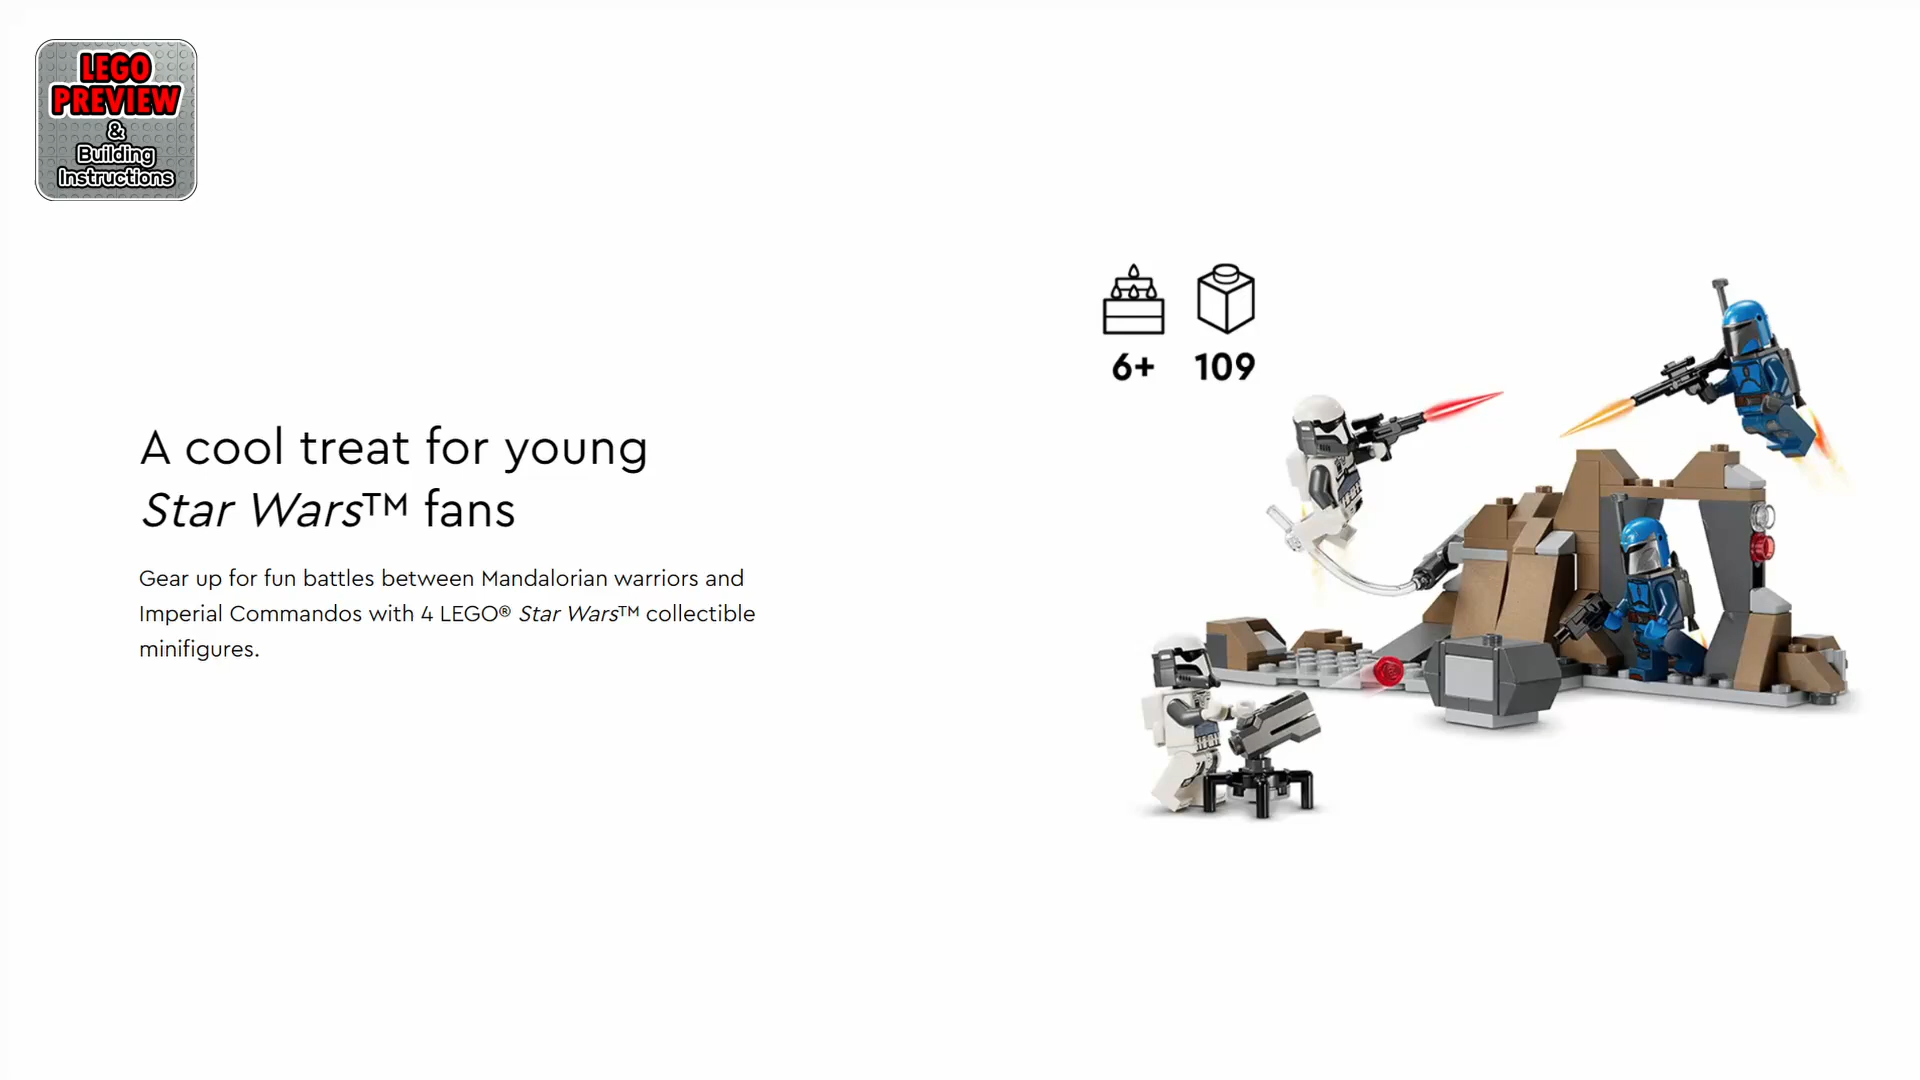 LEGO
PREVIEW
&
Building
Instructions
6+ 109
A cool treat for young
Star Wars™ fans
Gear up for fun battles between Mandalorian warriors and
Imperial Commandos with 4 LEGO® Star Wars™ collectible
minifigures.